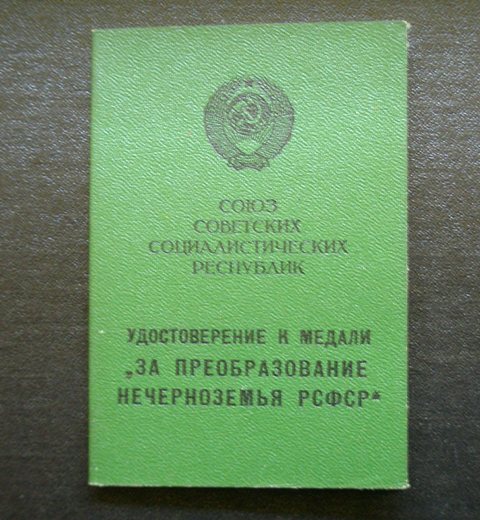 СОЮЗ
СОВЕТСКИХ
СОЦИАЛИСТИЧЕСКИХ
РЕСПУБЛИК
УДОСТОВЕРЕНИЕ К МЕДАЛИ
„ЗА ПРЕОБРАЗОВАНИЕ
НЕЧЕРНОЗЕМЬЯ РСФСР“